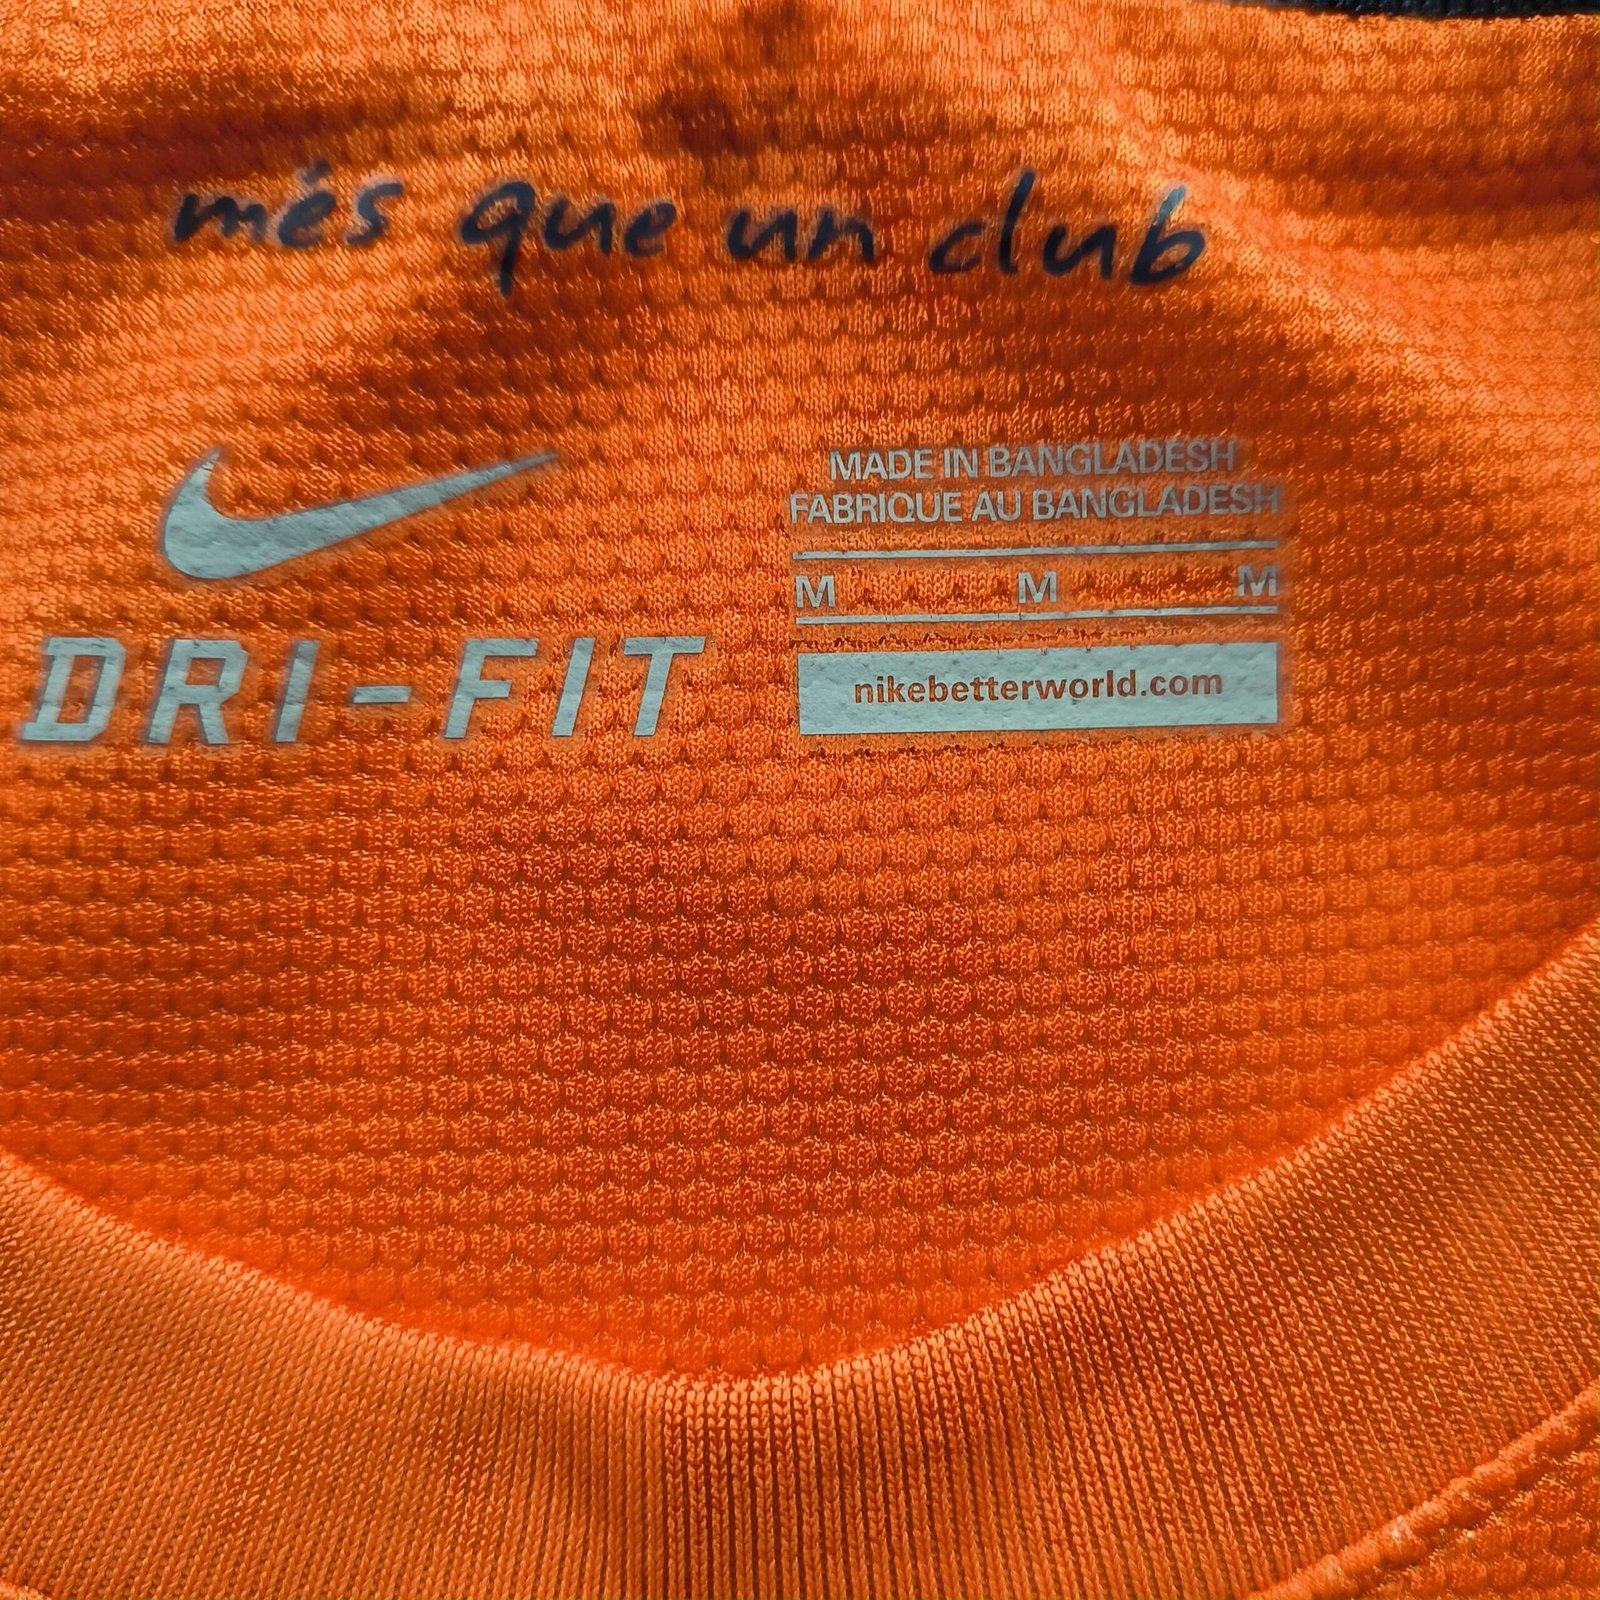 més que un club
DRI-FIT
MADE IN BANGLADESH
FABRIQUE AU BANGLADESH
M M M
nikebetterworld.com